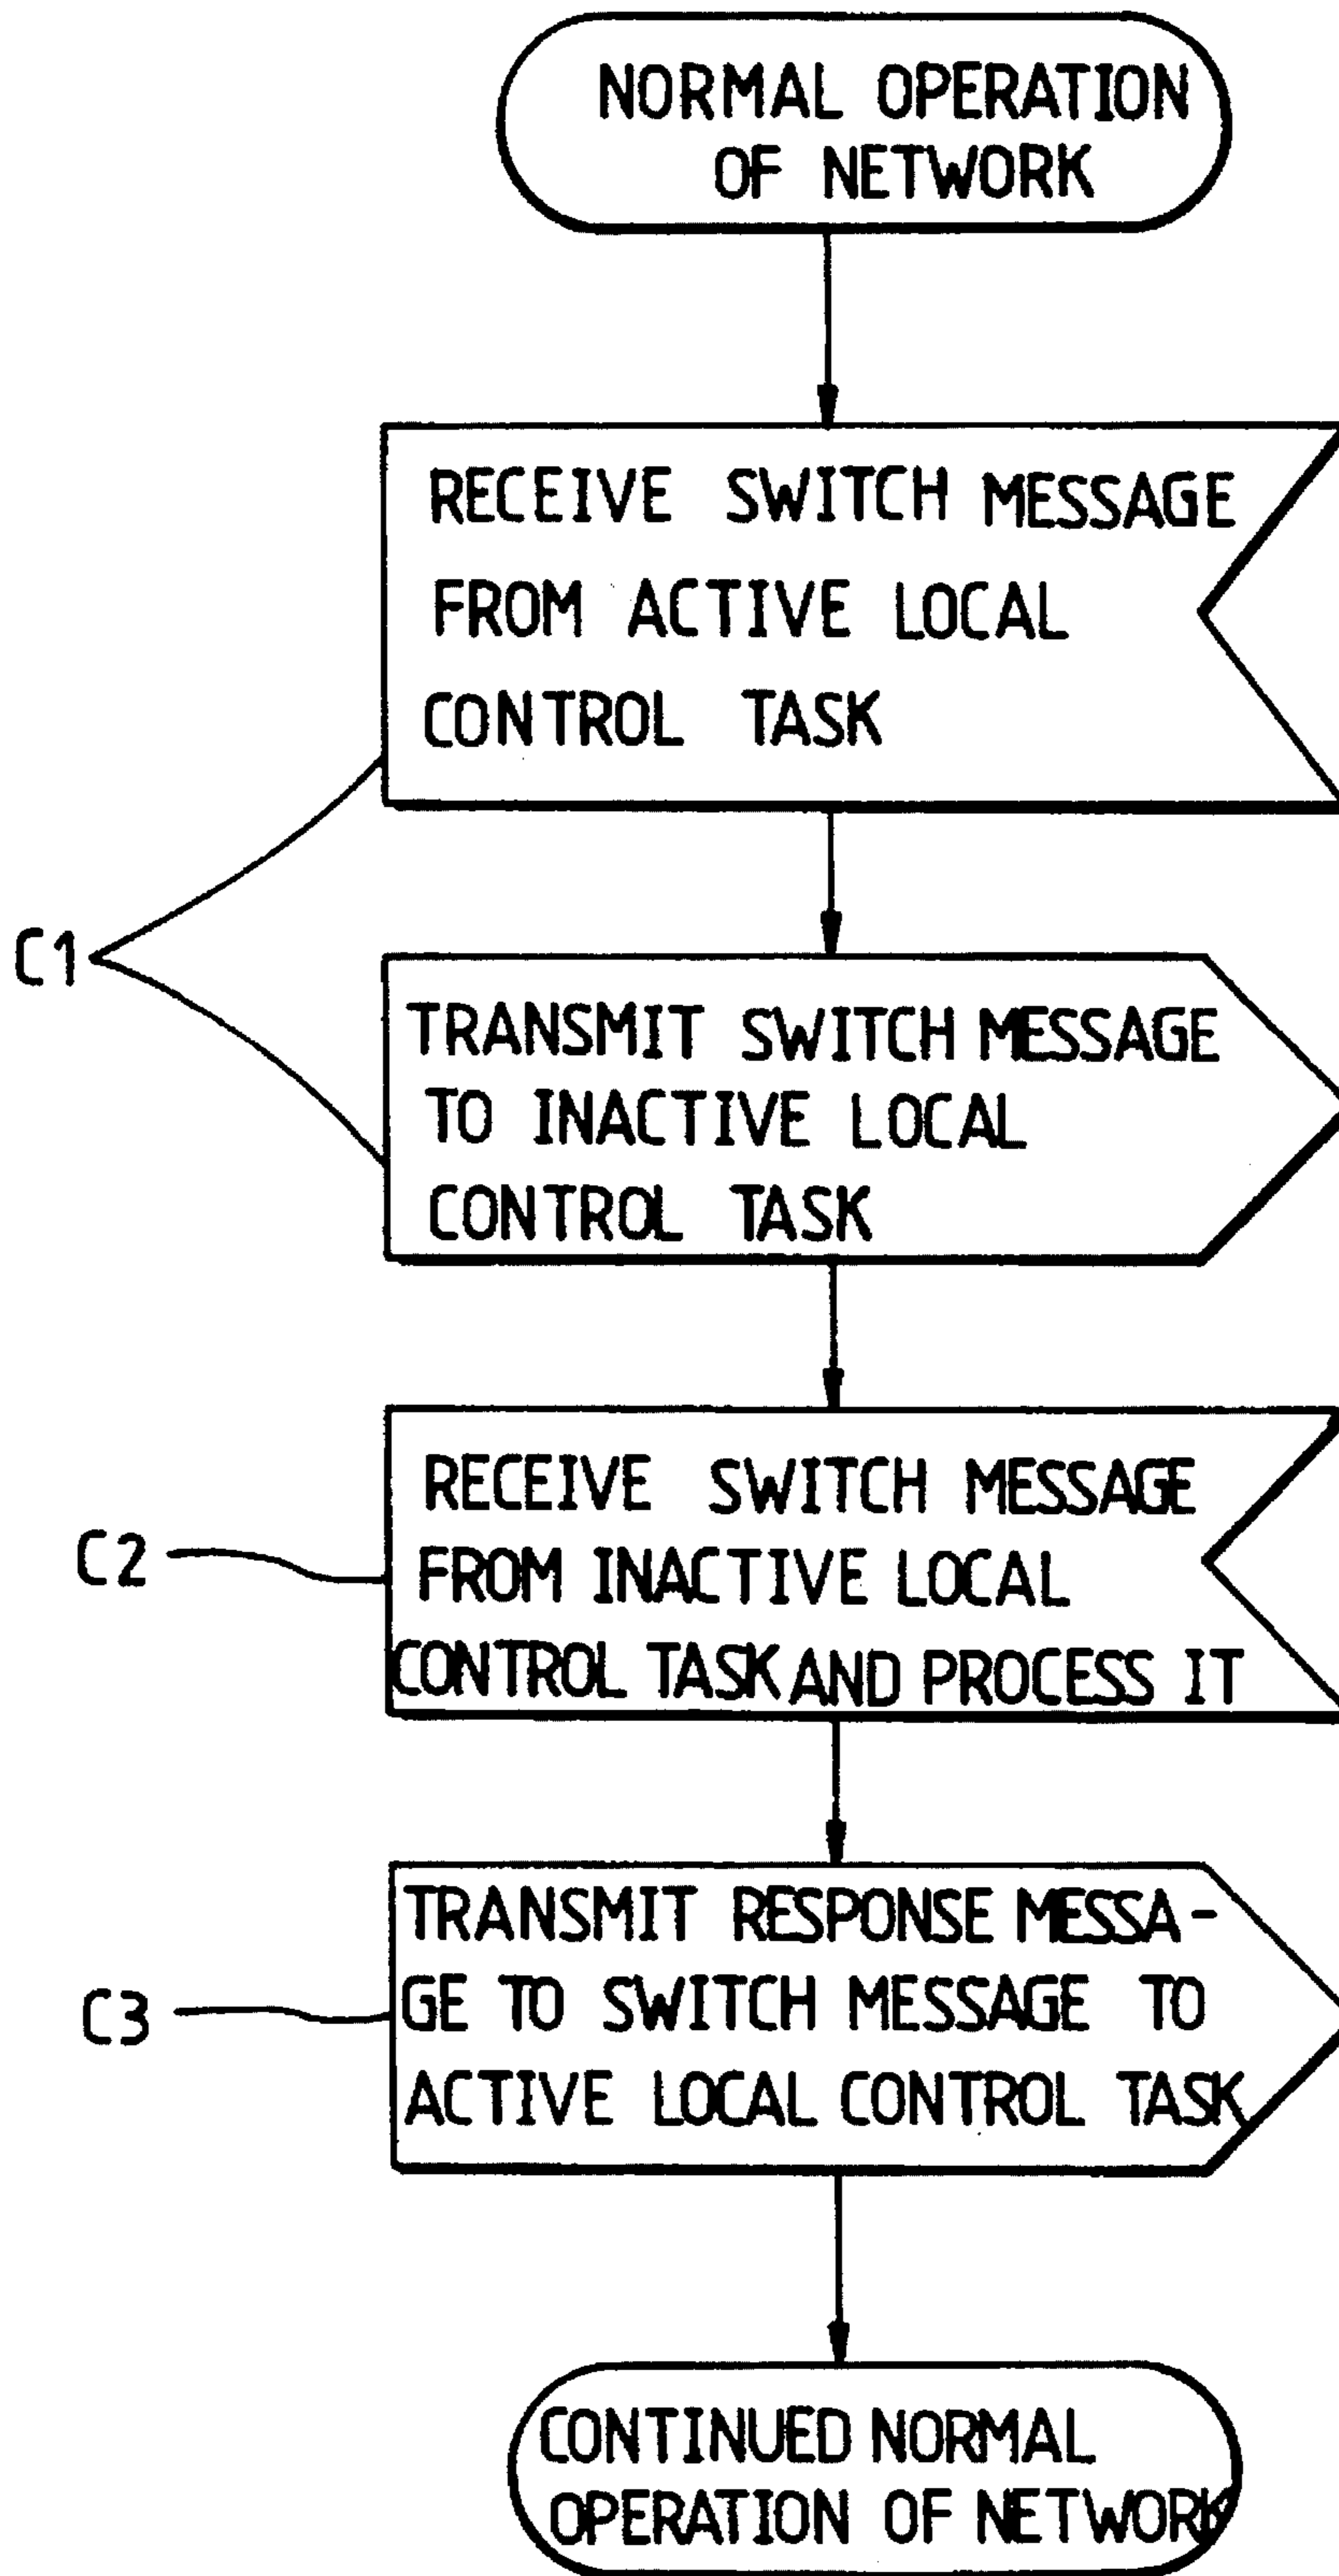 NORMAL OPERATION
OF NETWORK
RECEIVE SWITCH MESSAGE
FROM ACTIVE LOCAL
CONTROL TASK
C1
TRANSMIT SWITCH MESSAGE
TO INACTIVE LOCAL
CONTROL TASK
RECEIVE SWITCH MESSAGE
FROM INACTIVE LOCAL
CONTROL TASK AND PROCESS IT
C2
TRANSMIT RESPONSE MESSA-
GE TO SWITCH MESSAGE TO
ACTIVE LOCAL CONTROL TASK
C3
CONTINUED NORMAL
OPERATION OF NETWORK